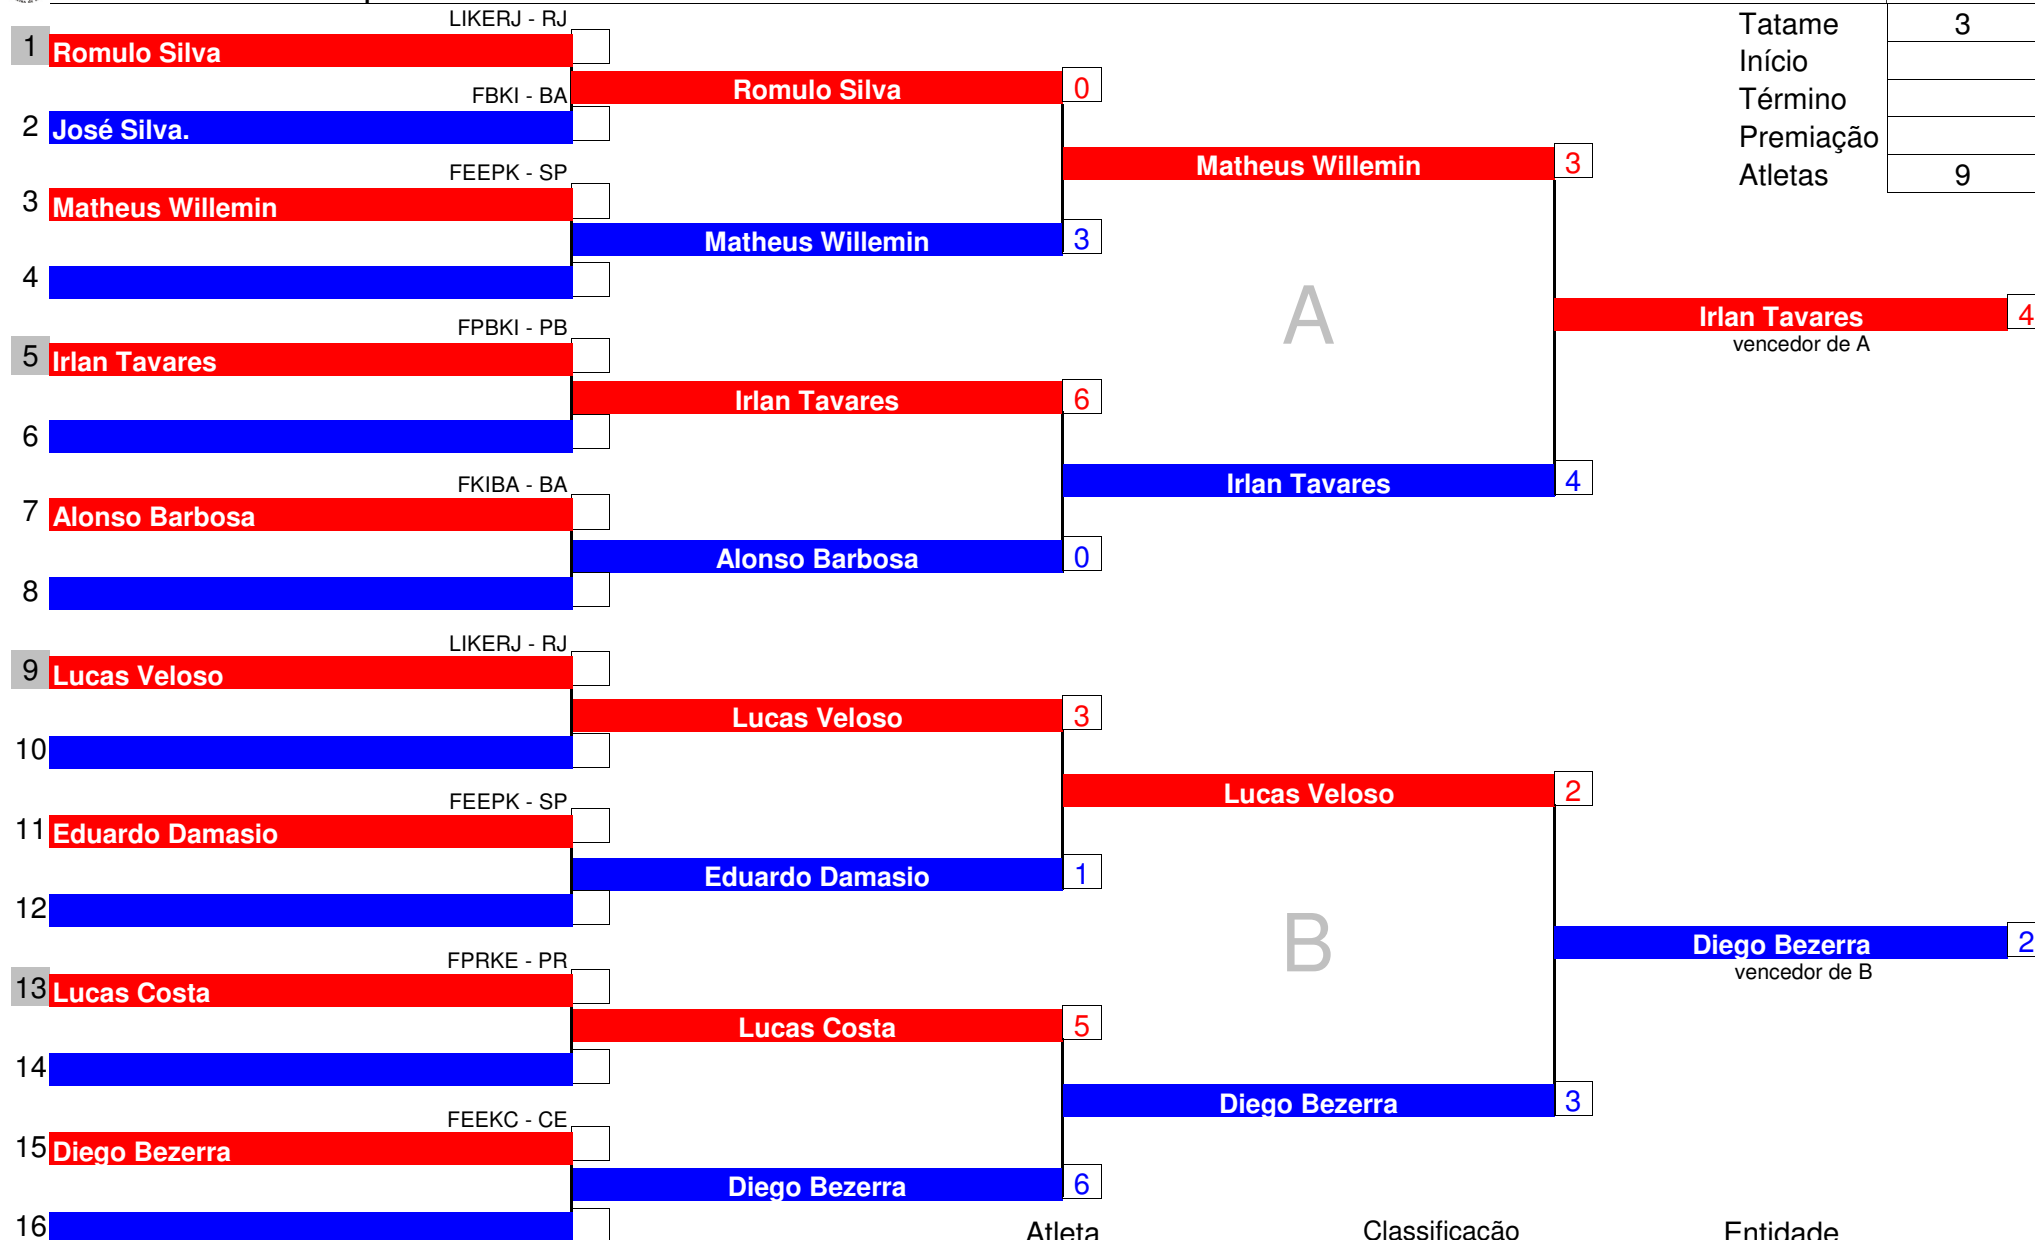 LIKERJ - RJ
Tatame 3
1 Romulo Silva
Início
FBKI - BA
Romulo Silva 0
Término
2 José Silva.
Premiação
FEEPK - SP
Matheus Willemin 3
Atletas 9
3 Matheus Willemin
Matheus Willemin 3
4
A
Irlan Tavares 4
FPBKI - PB
vencedor de A
5 Irlan Tavares
Irlan Tavares 6
6
FKIBA - BA
Irlan Tavares 4
7 Alonso Barbosa
Alonso Barbosa 0
8
LIKERJ - RJ
9 Lucas Veloso
Lucas Veloso 3
10
Lucas Veloso 2
FEEPK - SP
11 Eduardo Damasio
Eduardo Damasio 1
12
B
Diego Bezerra 2
FPRKE - PR
vencedor de B
13 Lucas Costa
Lucas Costa 5
14
Diego Bezerra 3
FEEKC - CE
15 Diego Bezerra
Diego Bezerra 6
16
Atleta Classificação Entidade